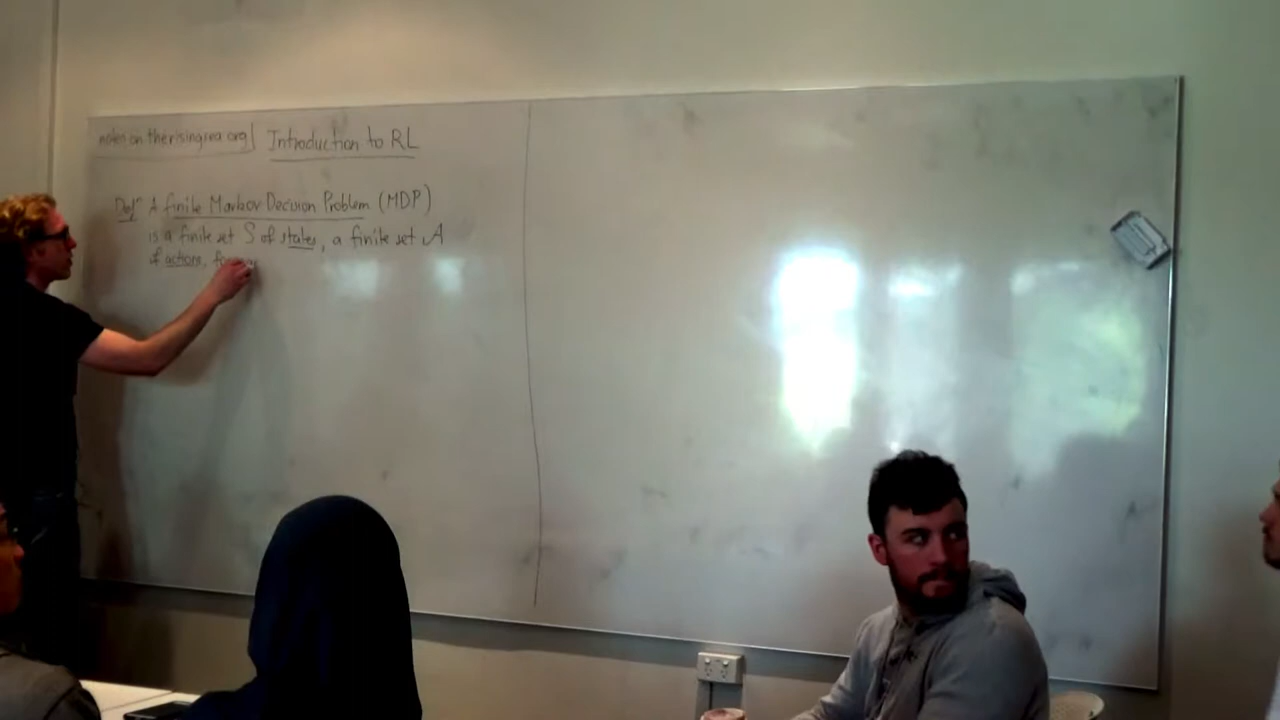 notes on therisingsea.org
Introduction to RL
Defⁿ A finite Markov Decision Problem (MDP)
is a finite set S of states, a finite set A
of actions, for